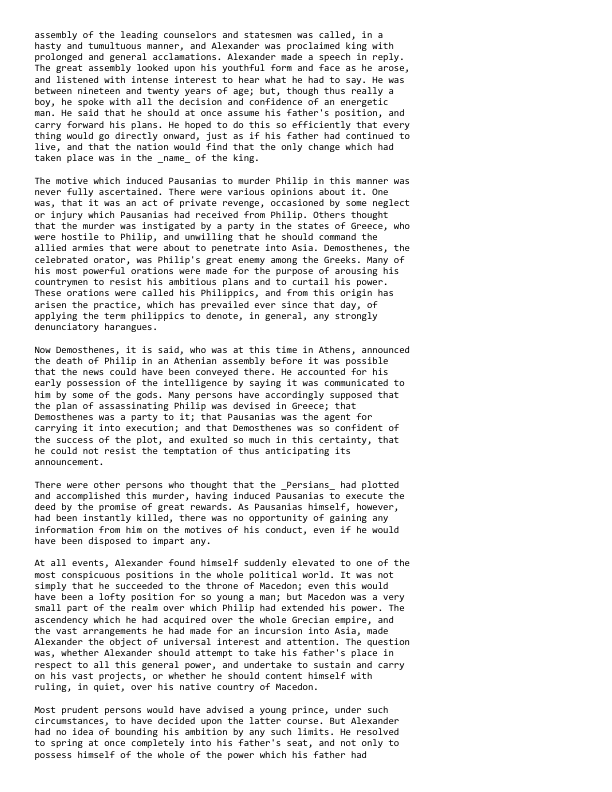 assembly of the leading counselors and statesmen was called, in a
hasty and tumultuous manner, and Alexander was proclaimed king with
prolonged and general acclamations. Alexander made a speech in reply.
The great assembly looked upon his youthful form and face as he arose,
and listened with intense interest to hear what he had to say. He was
between nineteen and twenty years of age; but, though thus really a
boy, he spoke with all the decision and confidence of an energetic
man. He said that he should at once assume his father's position, and
carry forward his plans. He hoped to do this so efficiently that every
thing would go directly onward, just as if his father had continued to
live, and that the nation would find that the only change which had
taken place was in the _name_ of the king.

The motive which induced Pausanias to murder Philip in this manner was
never fully ascertained. There were various opinions about it. One
was, that it was an act of private revenge, occasioned by some neglect
or injury which Pausanias had received from Philip. Others thought
that the murder was instigated by a party in the states of Greece, who
were hostile to Philip, and unwilling that he should command the
allied armies that were about to penetrate into Asia. Demosthenes, the
celebrated orator, was Philip's great enemy among the Greeks. Many of
his most powerful orations were made for the purpose of arousing his
countrymen to resist his ambitious plans and to curtail his power.
These orations were called his Philippics, and from this origin has
arisen the practice, which has prevailed ever since that day, of
applying the term philippics to denote, in general, any strongly
denunciatory harangues.

Now Demosthenes, it is said, who was at this time in Athens, announced
the death of Philip in an Athenian assembly before it was possible
that the news could have been conveyed there. He accounted for his
early possession of the intelligence by saying it was communicated to
him by some of the gods. Many persons have accordingly supposed that
the plan of assassinating Philip was devised in Greece; that
Demosthenes was a party to it; that Pausanias was the agent for
carrying it into execution; and that Demosthenes was so confident of
the success of the plot, and exulted so much in this certainty, that
he could not resist the temptation of thus anticipating its
announcement.

There were other persons who thought that the _Persians_ had plotted
and accomplished this murder, having induced Pausanias to execute the
deed by the promise of great rewards. As Pausanias himself, however,
had been instantly killed, there was no opportunity of gaining any
information from him on the motives of his conduct, even if he would
have been disposed to impart any.

At all events, Alexander found himself suddenly elevated to one of the
most conspicuous positions in the whole political world. It was not
simply that he succeeded to the throne of Macedon; even this would
have been a lofty position for so young a man; but Macedon was a very
small part of the realm over which Philip had extended his power. The
ascendency which he had acquired over the whole Grecian empire, and
the vast arrangements he had made for an incursion into Asia, made
Alexander the object of universal interest and attention. The question
was, whether Alexander should attempt to take his father's place in
respect to all this general power, and undertake to sustain and carry
on his vast projects, or whether he should content himself with
ruling, in quiet, over his native country of Macedon.

Most prudent persons would have advised a young prince, under such
circumstances, to have decided upon the latter course. But Alexander
had no idea of bounding his ambition by any such limits. He resolved
to spring at once completely into his father's seat, and not only to
possess himself of the whole of the power which his father had